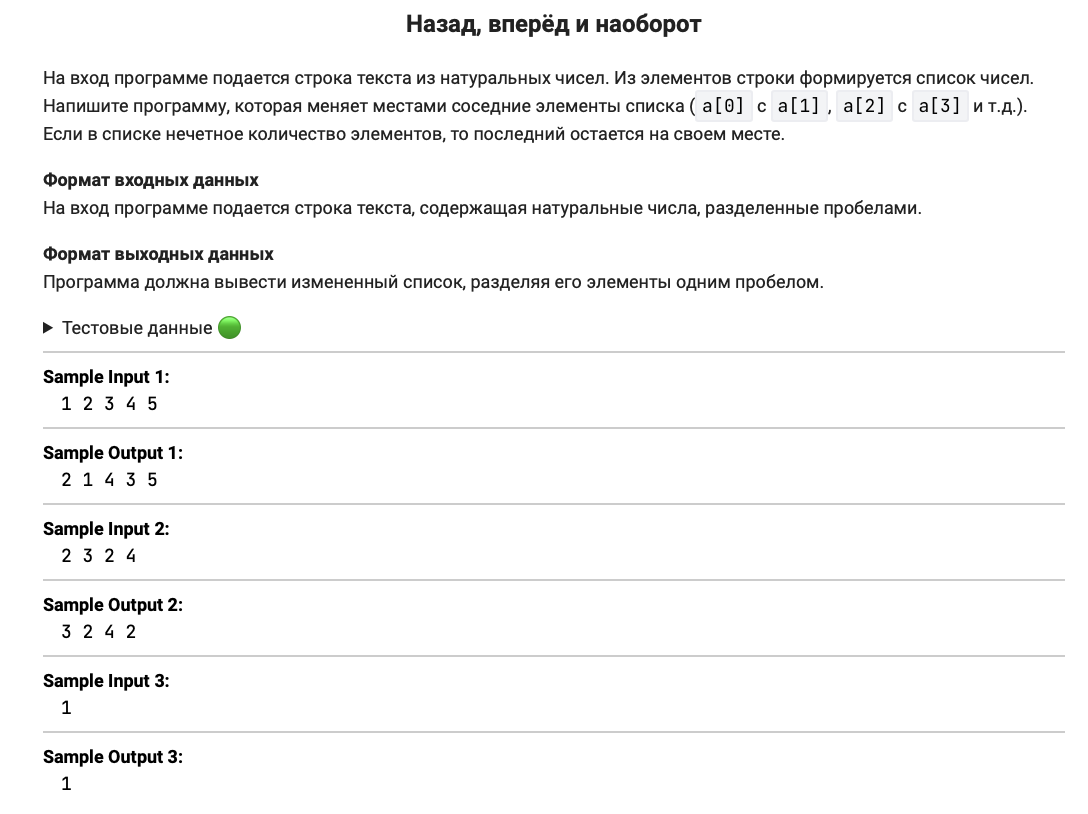 Назад, вперёд и наоборот
На вход программе подается строка текста из натуральных чисел. Из элементов строки формируется список чисел.
Напишите программу, которая меняет местами соседние элементы списка ( a[0] с a[1] , a[2] с a[3] и т.д.).
Если в списке нечетное количество элементов, то последний остается на своем месте.
Формат входных данных
На вход программе подается строка текста, содержащая натуральные числа, разделенные пробелами.
Формат выходных данных
Программа должна вывести измененный список, разделяя его элементы одним пробелом.
Тестовые данные
Sample Input 1:
1 2 3 4 5
Sample Output 1:
2 1 4 3 5
Sample Input 2:
2 3 2 4
Sample Output 2:
3 2 4 2
Sample Input 3:
1
Sample Output 3:
1